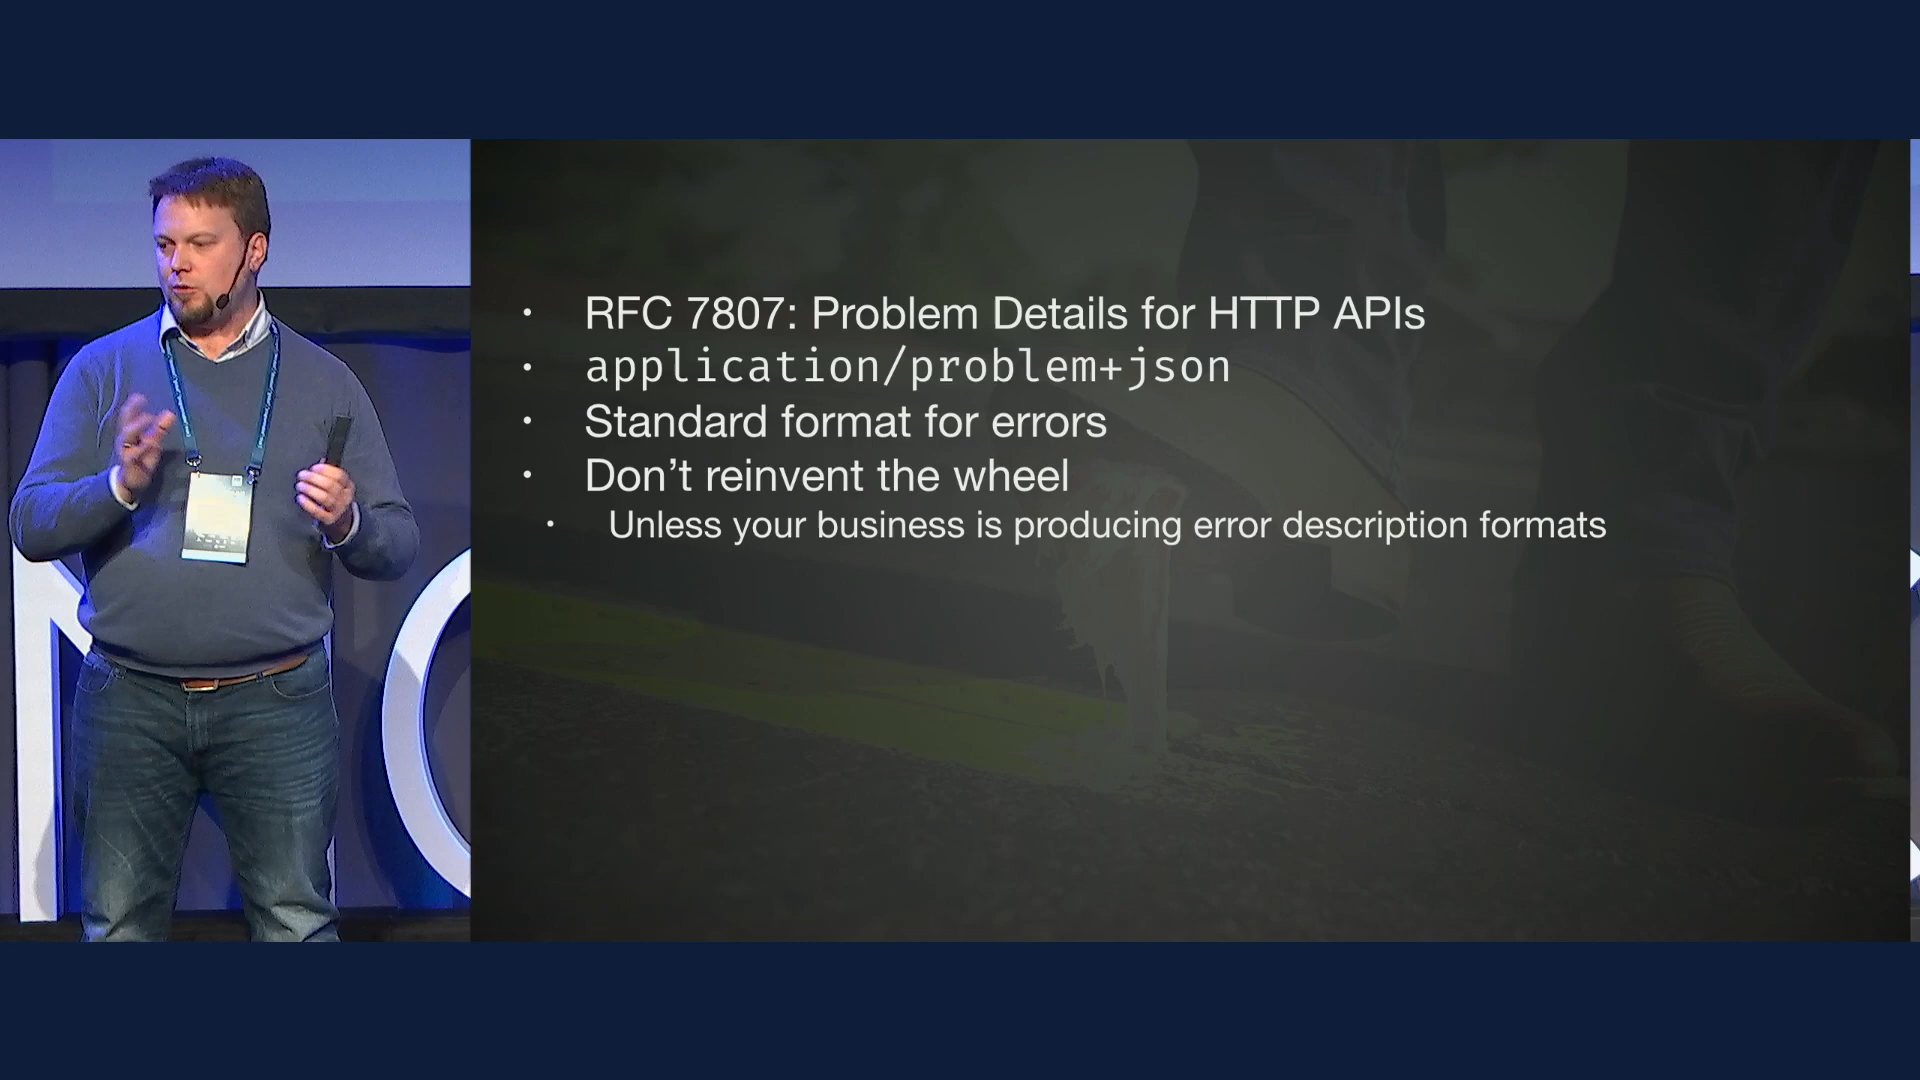 • RFC 7807: Problem Details for HTTP APIs
• application/problem+json
• Standard format for errors
• Don’t reinvent the wheel
• Unless your business is producing error description formats